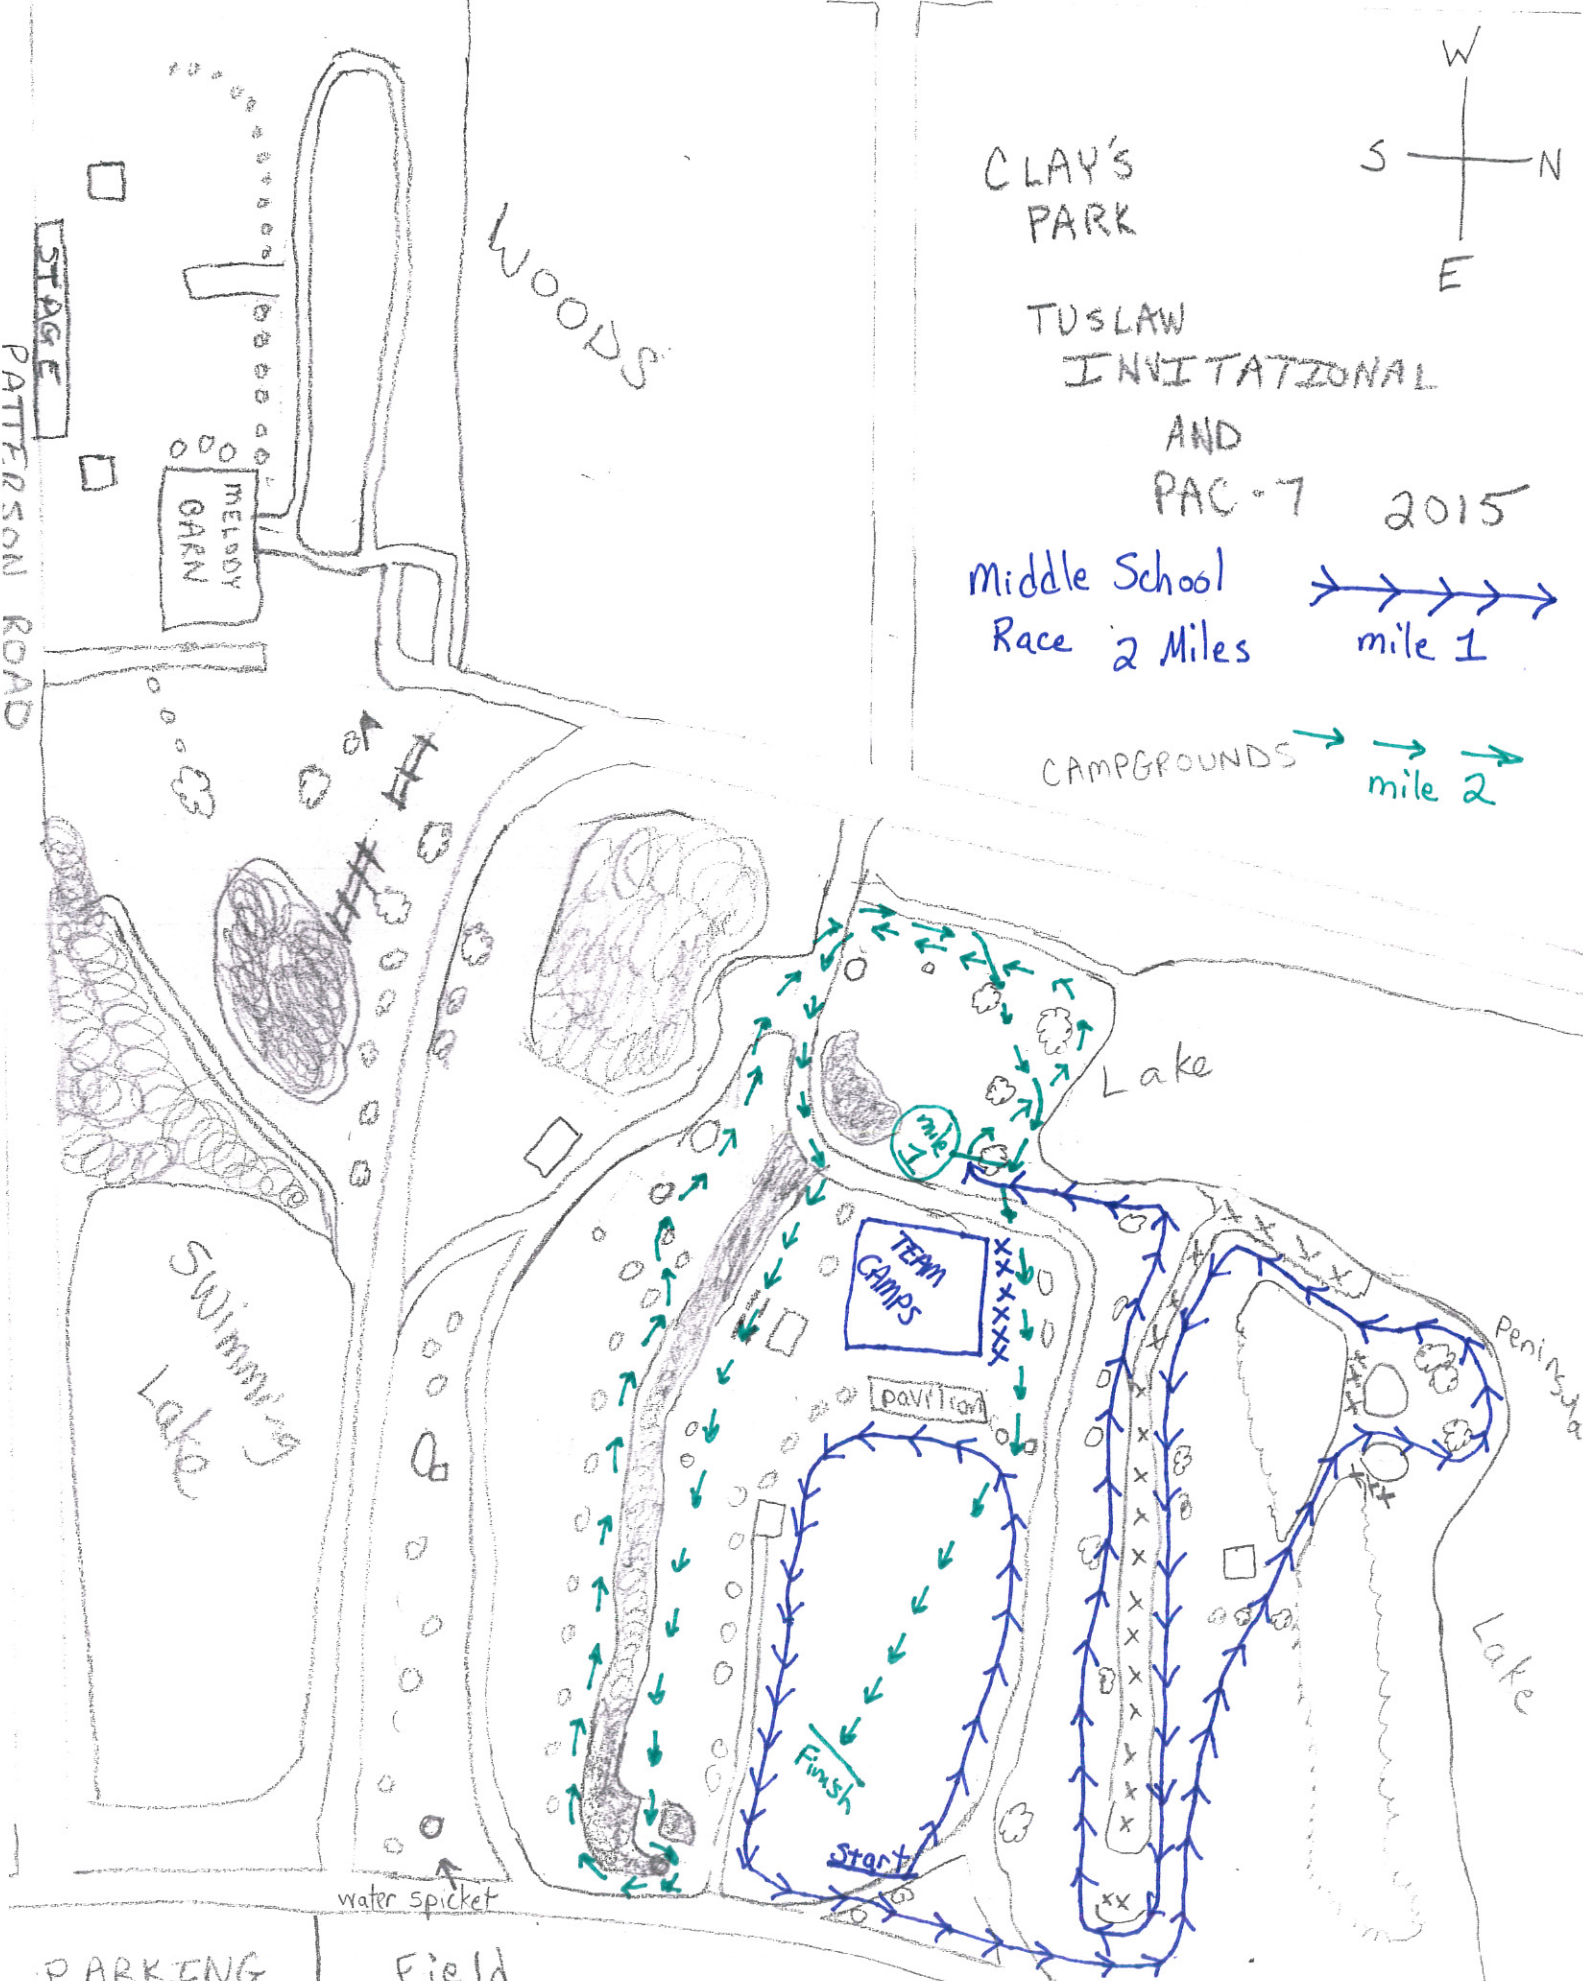 W
S N
E
CLAY'S
PARK
TUSLAW
INVITATIONAL
AND
PAC-7 2015
Middle School
Race 2 Miles
mile 1
CAMPGROUNDS
mile 2
WOODS
STAGE
PATTERSON ROAD
MELODY
BARN
Lake
mile
1
TEAM
CAMPS
pavilion
Peninsula
Swimming
Lake
Lake
Finish
Start
water spicket
PARKING
Field